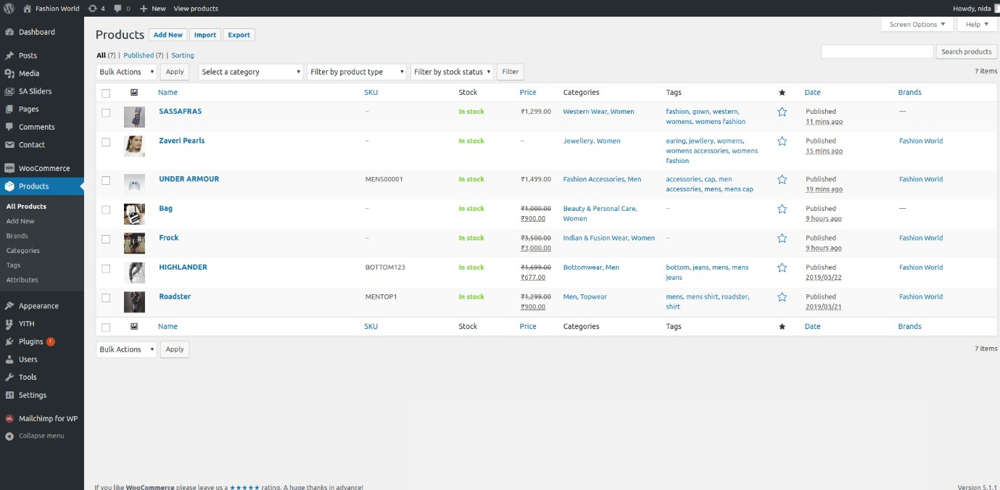 Fashion World 4 0 New View products Howdy, nida
Dashboard
Posts
Media
SA Sliders
Pages
Comments
Contact
WooCommerce
Products
All Products
Add New
Brands
Categories
Tags
Attributes
Appearance
YITH
Plugins 1
Users
Tools
Settings
Mailchimp for WP
Collapse menu
Screen Options ▼ Help ▼
Products Add New Import Export
All (7) | Published (7) | Sorting
Search products
Bulk Actions Apply Select a category Filter by product type Filter by stock status Filter
7 items
Name SKU Stock Price Categories Tags Date Brands
SASSAFRAS – In stock ₹1,299.00 Western Wear, Women fashion, gown, western, Published —
womens, womens fashion 11 mins ago
Zaveri Pearls – In stock – Jewellery, Women earing, jewllery, womens, Published Fashion World
womens accessories, womens 15 mins ago
fashion
UNDER ARMOUR MENS00001 In stock ₹1,499.00 Fashion Accessories, Men accessories, cap, men Published Fashion World
accessories, mens, mens cap 19 mins ago
Bag – In stock ₹1,000.00 Beauty & Personal Care, – Published —
₹900.00 Women 9 hours ago
Frock – In stock ₹3,500.00 Indian & Fusion Wear, Women – Published Fashion World
₹3,000.00 9 hours ago
HIGHLANDER BOTTOM123 In stock ₹1,699.00 Bottomwear, Men bottom, jeans, mens, mens Published Fashion World
₹677.00 jeans 2019/03/22
Roadster MENTOP1 In stock ₹1,299.00 Men, Topwear mens, mens shirt, roadster, Published Fashion World
₹900.00 shirt 2019/03/21
Name SKU Stock Price Categories Tags Date Brands
Bulk Actions Apply 7 items
If you like WooCommerce please leave us a ★★★★★ rating. A huge thanks in advance! Version 5.1.1